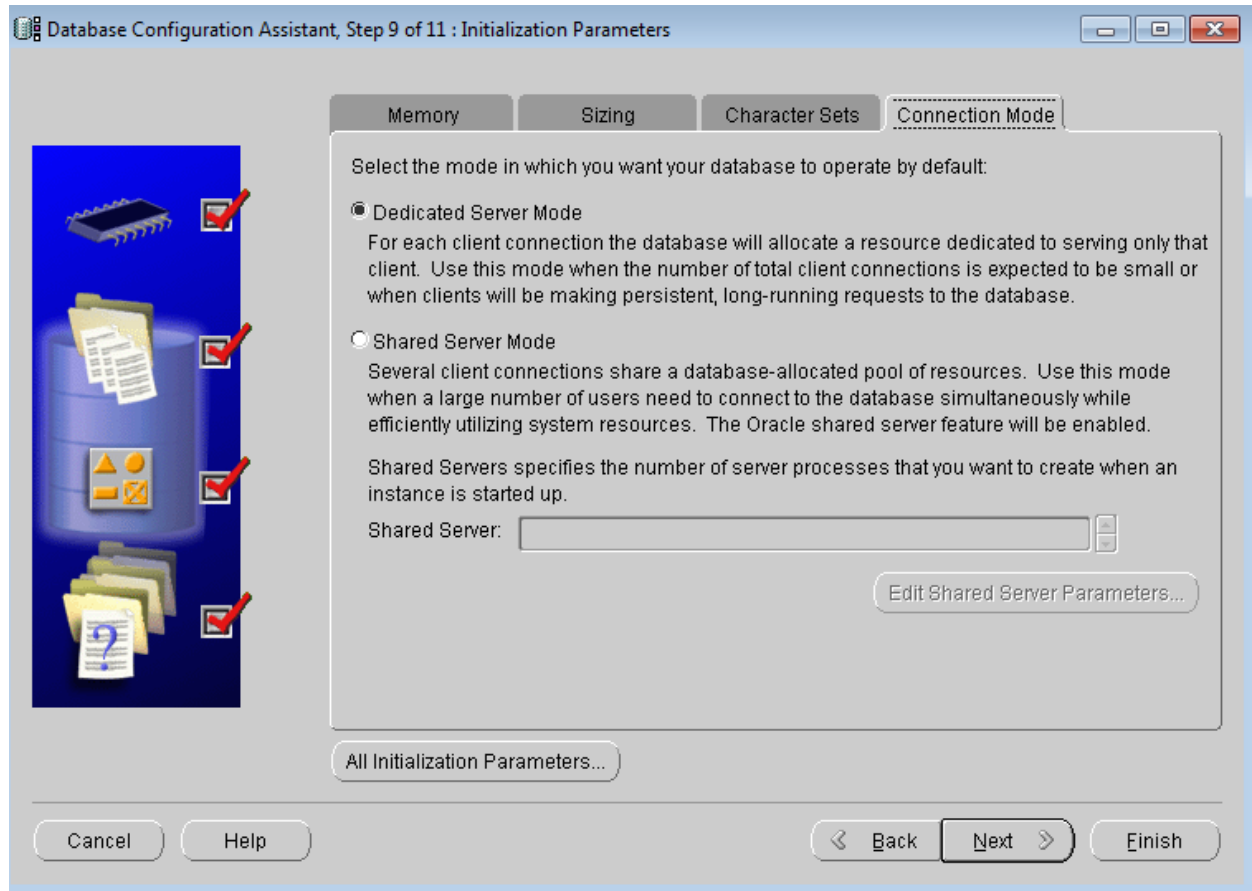 Database Configuration Assistant, Step 9 of 11 : Initialization Parameters
Memory
Sizing
Character Sets
Connection Mode
Select the mode in which you want your database to operate by default:
Dedicated Server Mode
For each client connection the database will allocate a resource dedicated to serving only that
client.  Use this mode when the number of total client connections is expected to be small or
when clients will be making persistent, long-running requests to the database.
Shared Server Mode
Several client connections share a database-allocated pool of resources.  Use this mode
when a large number of users need to connect to the database simultaneously while
efficiently utilizing system resources.  The Oracle shared server feature will be enabled.
Shared Servers specifies the number of server processes that you want to create when an
instance is started up.
Shared Server:
Edit Shared Server Parameters...
?
All Initialization Parameters...
Cancel
Help
Back
Next
Finish